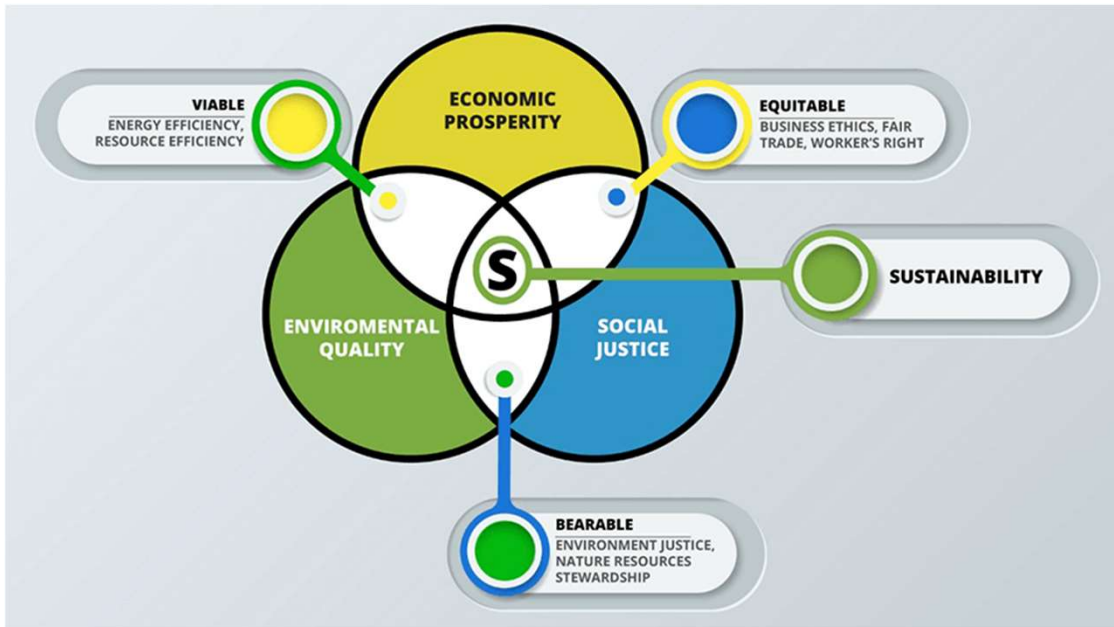 ECONOMIC
PROSPERITY
VIABLE
ENERGY EFFICIENCY,
RESOURCE EFFICIENCY
EQUITABLE
BUSINESS ETHICS, FAIR
TRADE, WORKER'S RIGHT
S
SUSTAINABILITY
ENVIROMENTAL
QUALITY
SOCIAL
JUSTICE
BEARABLE
ENVIRONMENT JUSTICE,
NATURE RESOURCES
STEWARDSHIP